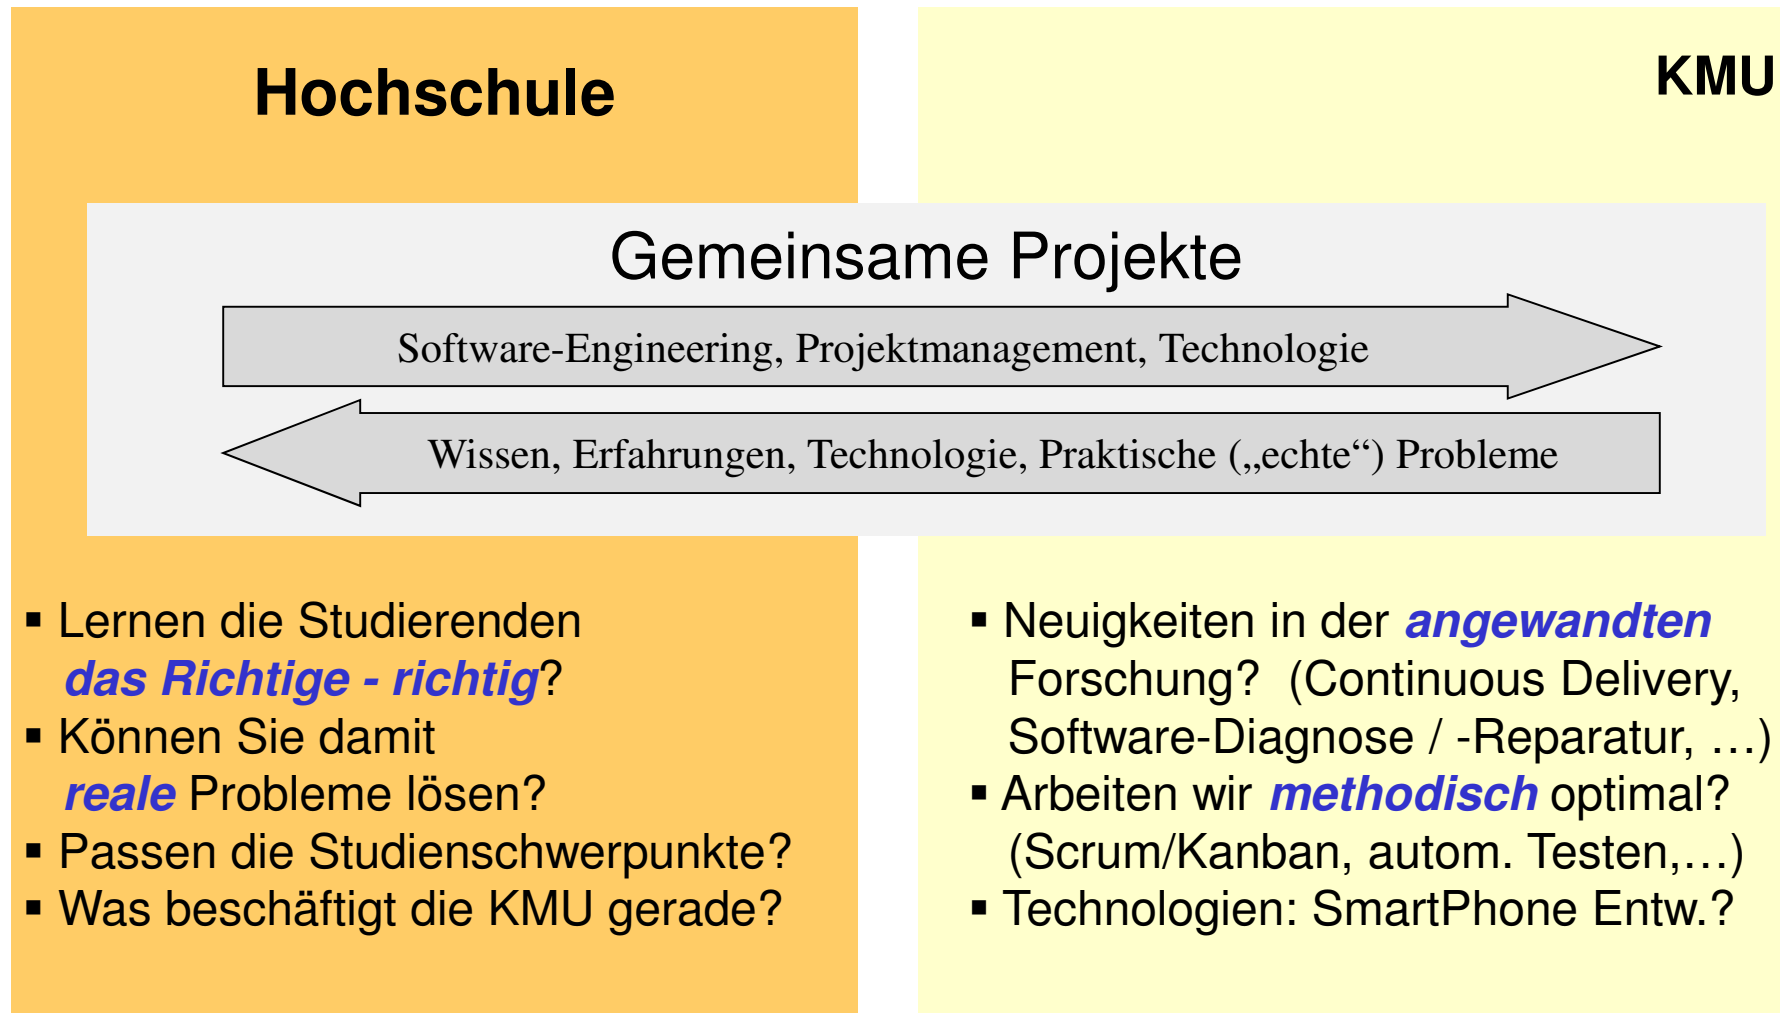 Hochschule
KMU
Gemeinsame Projekte
Software-Engineering, Projektmanagement, Technologie
Wissen, Erfahrungen, Technologie, Praktische („echte“) Probleme
▪ Lernen die Studierenden
das Richtige - richtig?
▪ Können Sie damit
reale Probleme lösen?
▪ Passen die Studienschwerpunkte?
▪ Was beschäftigt die KMU gerade?
▪ Neuigkeiten in der angewandten
Forschung? (Continuous Delivery,
Software-Diagnose / -Reparatur, …)
▪ Arbeiten wir methodisch optimal?
(Scrum/Kanban, autom. Testen,…)
▪ Technologien: SmartPhone Entw.?